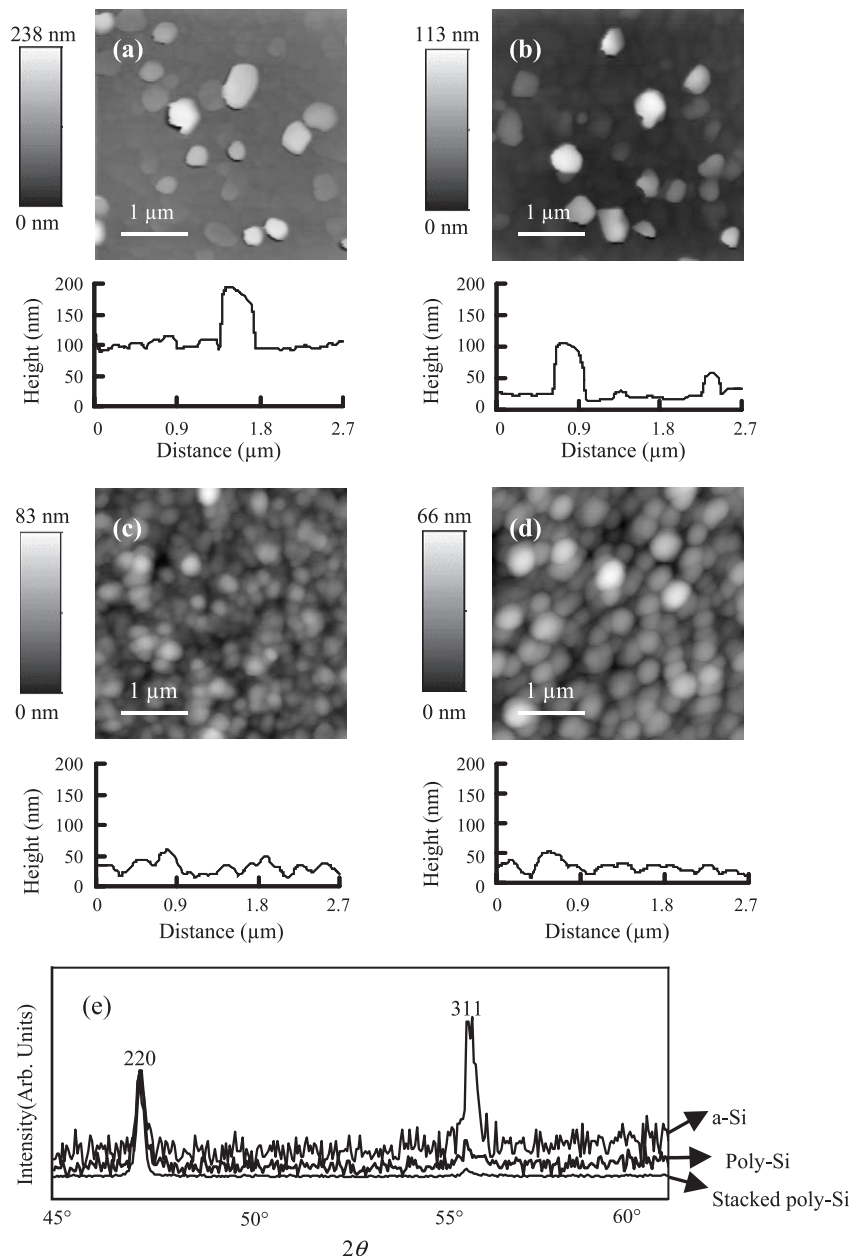 238 nm
(a)
1 µm
0 nm
113 nm
(b)
1 µm
0 nm
Height (nm)
200
150
100
50
0
0 0.9 1.8 2.7
Distance (µm)
Height (nm)
200
150
100
50
0
0 0.9 1.8 2.7
Distance (µm)
83 nm
(c)
1 µm
0 nm
66 nm
(d)
1 µm
0 nm
Height (nm)
200
150
100
50
0
0 0.9 1.8 2.7
Distance (µm)
Height (nm)
200
150
100
50
0
0 0.9 1.8 2.7
Distance (µm)
(e)
Intensity(Arb. Units)
220
311
a-Si
Poly-Si
Stacked poly-Si
45° 50° 55° 60°
2θ